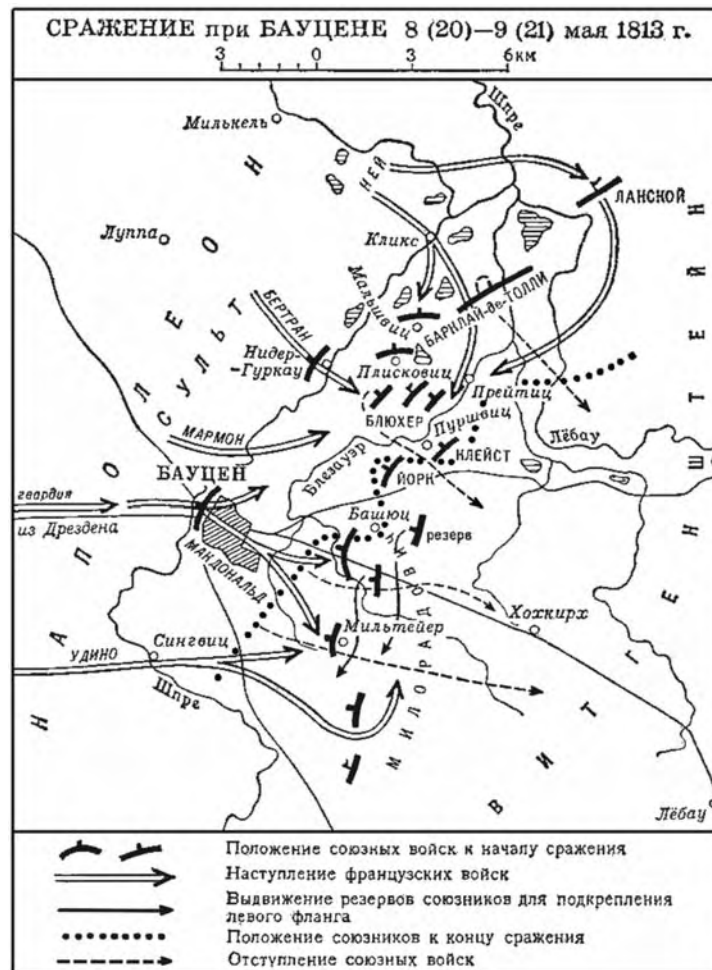 СРАЖЕНИЕ при БАУЦЕНЕ 8 (20)—9 (21) мая 1813 г.
3 0 3 6км
Милькель
Шпре
НЕЙ
ЛАНСКОЙ
Луппа
Кликс
Мальшвиц
БАРКЛАЙ-де-ТОЛЛИ
БЕРТРАН
Нидер-
Гуркау
Плисковиц
Прейтиц
БЛЮХЕР
Пуршвиц
МАРМОН
КЛЕЙСТ
Лёбау
Блезауэр
ЙОРК
БАУЦЕН
гвардия
из Дрездена
Башюц
резерв
МАКДОНАЛЬД
Хохкирх
Сингвиц
Мильтейер
УДИНО
Шпре
МИЛОРАДОВИЧ
Лёбау
НАПОЛЕОН
СУЛЬТ
ВИТГЕНШТЕЙН
Положение союзных войск к началу сражения
Наступление французских войск
Выдвижение резервов союзников для подкрепления
левого фланга
Положение союзников к концу сражения
Отступление союзных войск